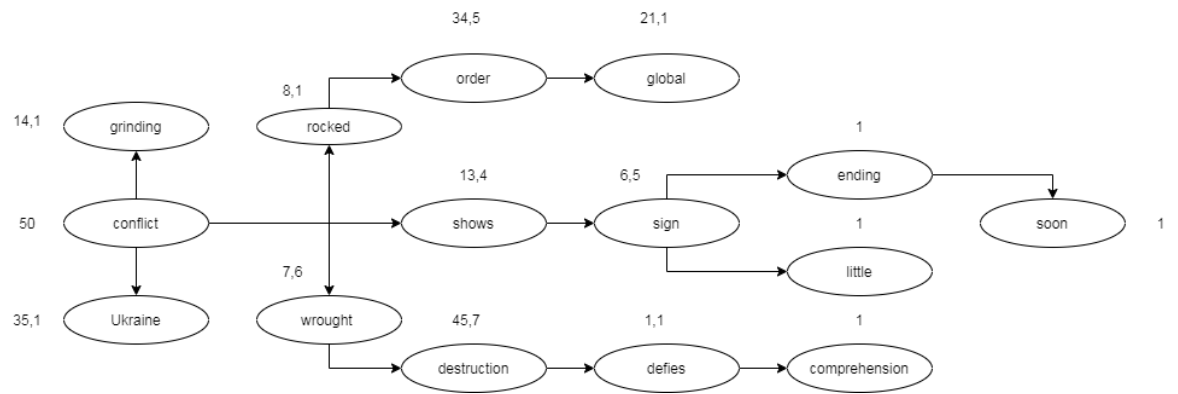 34,5
21,1
order
global
8,1
14,1
grinding
rocked
1
ending
13,4
6,5
50
conflict
shows
sign
1
soon
1
little
7,6
35,1
Ukraine
wrought
45,7
1,1
1
destruction
defies
comprehension